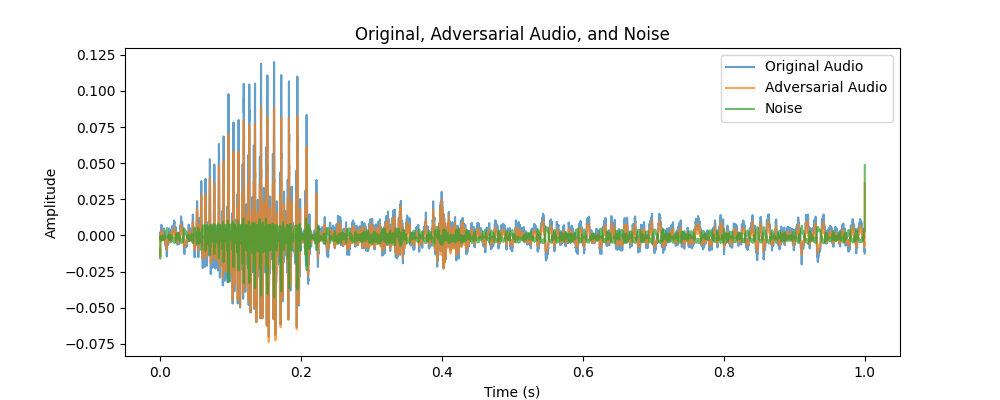 Original, Adversarial Audio, and Noise
Original Audio
Adversarial Audio
Noise
Amplitude
0.125
0.100
0.075
0.050
0.025
0.000
−0.025
−0.050
−0.075
0.0 0.2 0.4 0.6 0.8 1.0
Time (s)